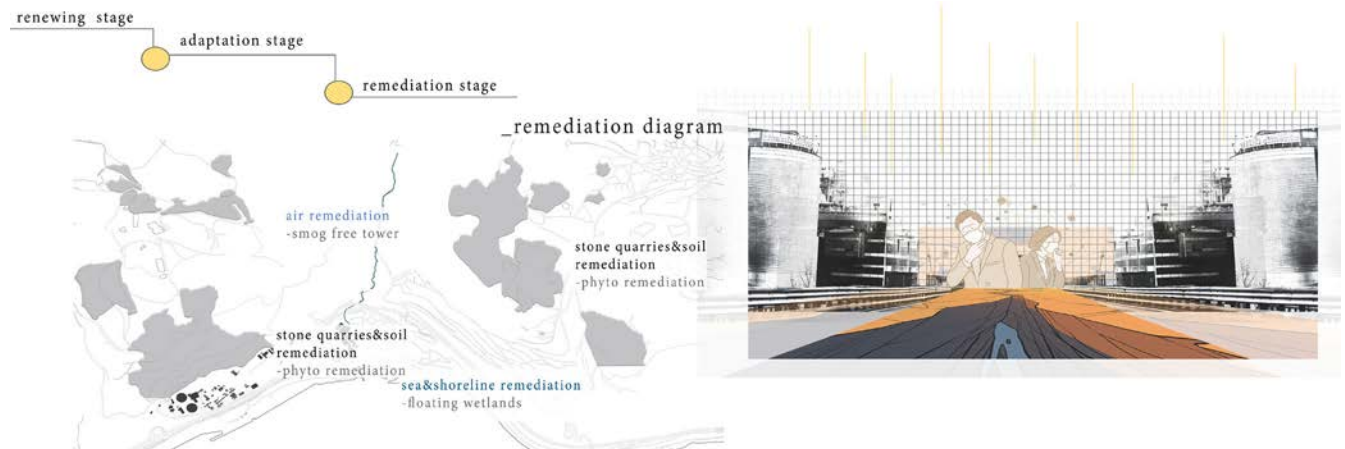 renewing stage
adaptation stage
remediation stage
_remediation diagram
air remediation
-smog free tower
stone quarries&soil
remediation
-phyto remediation
stone quarries&soil
remediation
-phyto remediation
sea&shoreline remediation
-floating wetlands